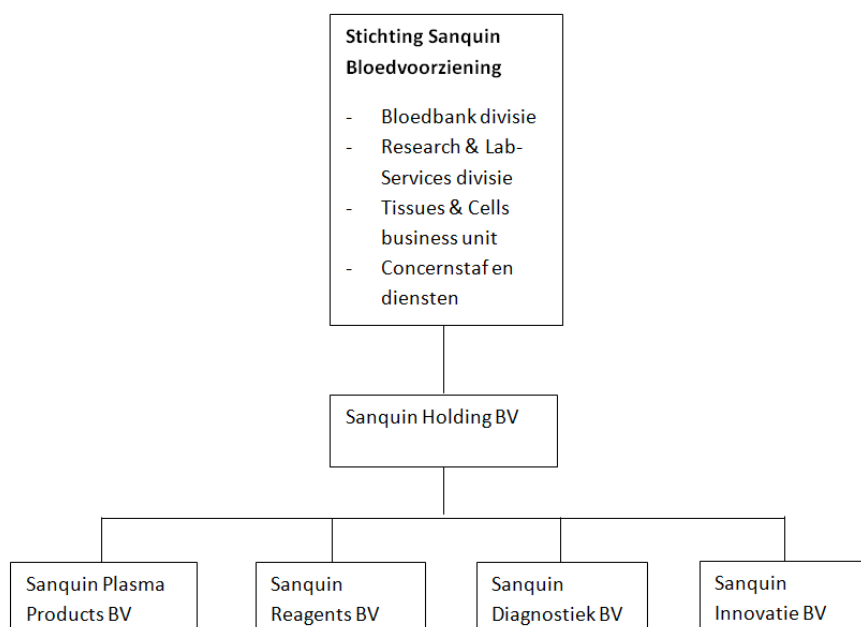 Stichting Sanquin
Bloedvoorziening
- Bloedbank divisie
- Research & Lab-
Services divisie
- Tissues & Cells
business unit
- Concernstaf en
diensten
Sanquin Holding BV
Sanquin Plasma
Products BV
Sanquin
Reagents BV
Sanquin
Diagnostiek BV
Sanquin
Innovatie BV